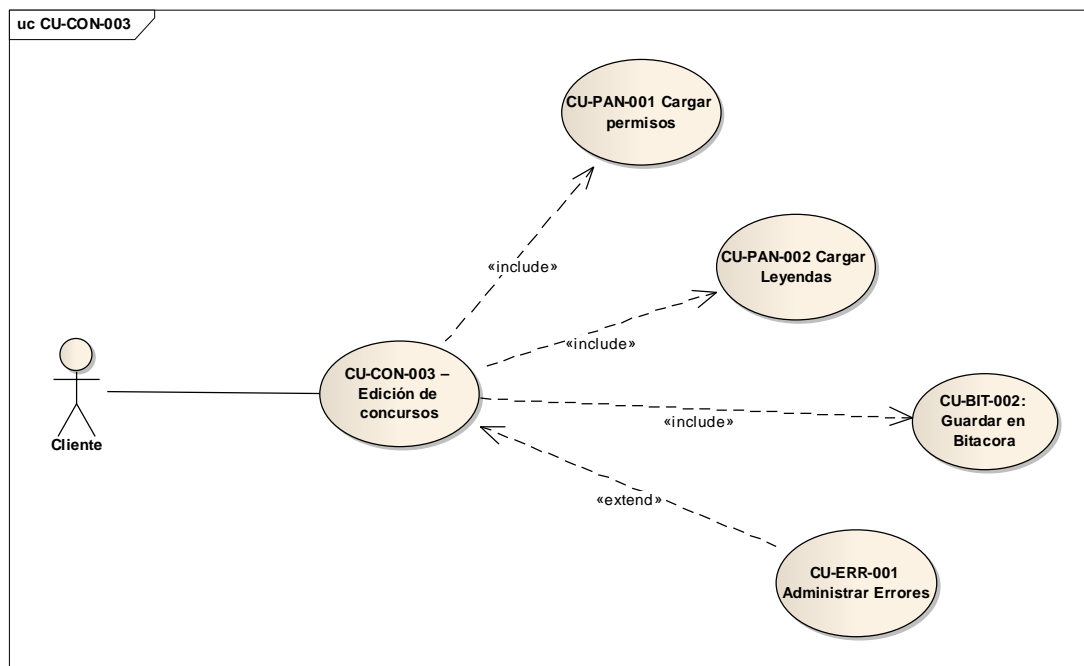 uc CU-CON-003
CU-PAN-001 Cargar
permisos
«include»
CU-PAN-002 Cargar
Leyendas
«include»
CU-CON-003 –
Edición de
concursos
Cliente
«include»
CU-BIT-002:
Guardar en
Bitacora
«extend»
CU-ERR-001
Administrar Errores